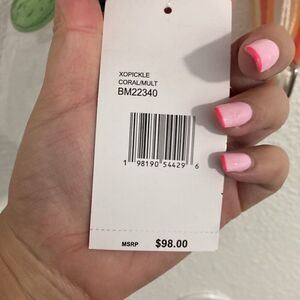 XOPICKLE
CORAL/MULT
BM22340
1 98190 54429 6
MSRP $98.00